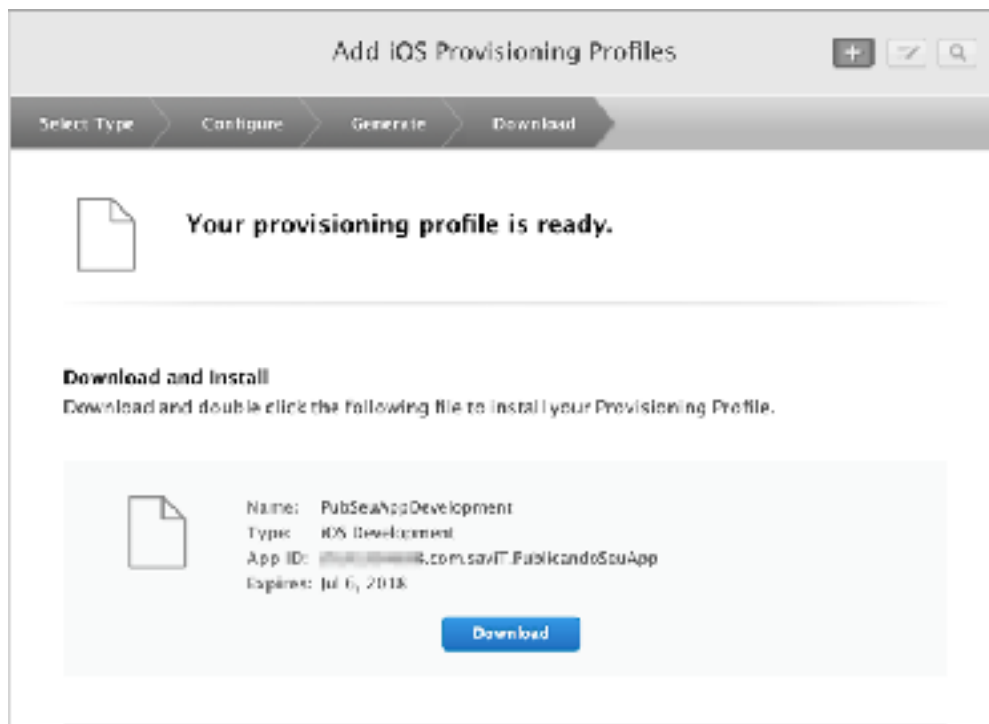 Add iOS Provisioning Profiles
Select Type Configure Generate Download
Your provisioning profile is ready.
Download and Install
Download and double click the following file to install your Provisioning Profile.
Name: PubSeuAppDevelopment
Type: iOS Development
App ID: .com.saviT.PublicandoSeuApp
Expires: Jul 6, 2018
Download